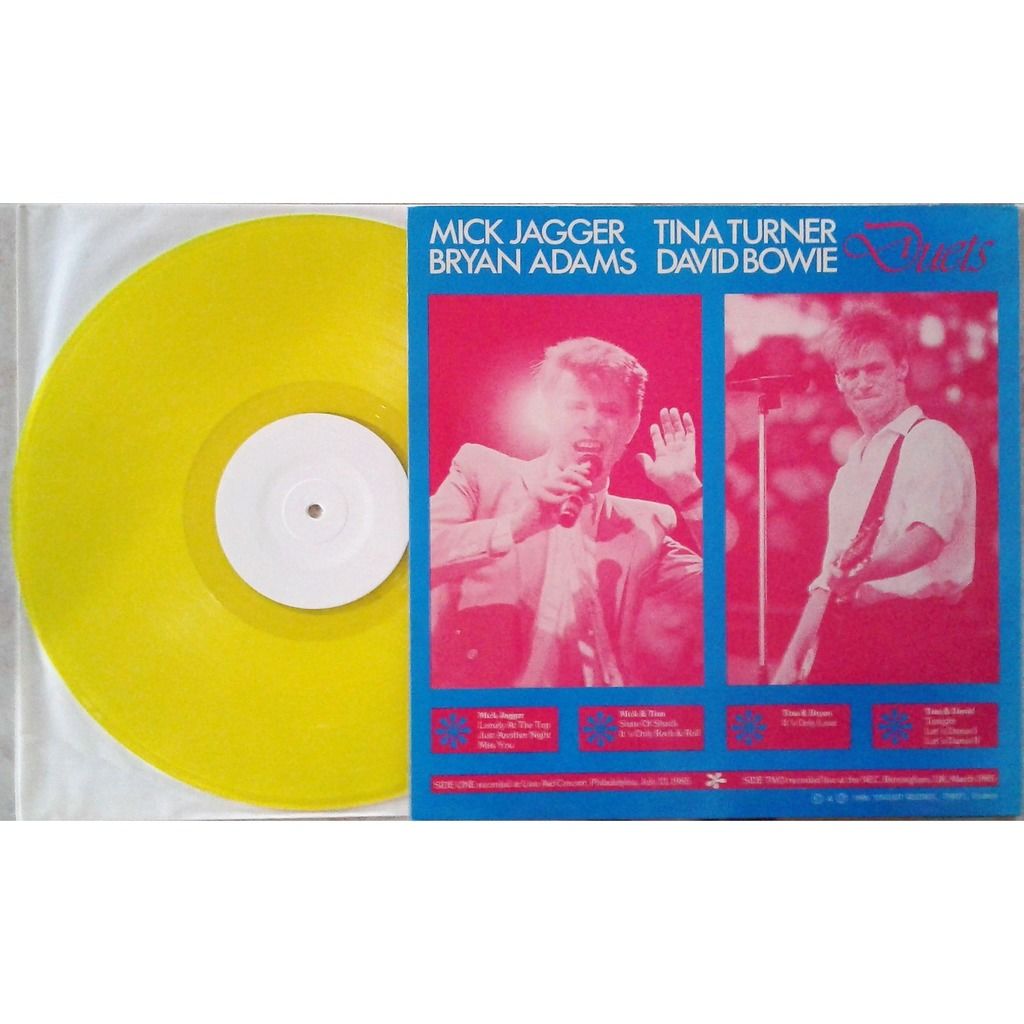 MICK JAGGER TINA TURNER
BRYAN ADAMS DAVID BOWIE
Duets
Mick Jagger
Lonely At The Top
Just Another Night
Miss You
Mick & Tina
State Of Shock
It's Only Rock & Roll
Tina & Bryan
It's Only Love
Tina & David
Tonight
Let's Dance I
Let's Dance II
SIDE ONE recorded at Live Aid Concert, Philadelphia, July 13, 1985
SIDE TWO recorded live at the NEC, Birmingham, UK, March 1985